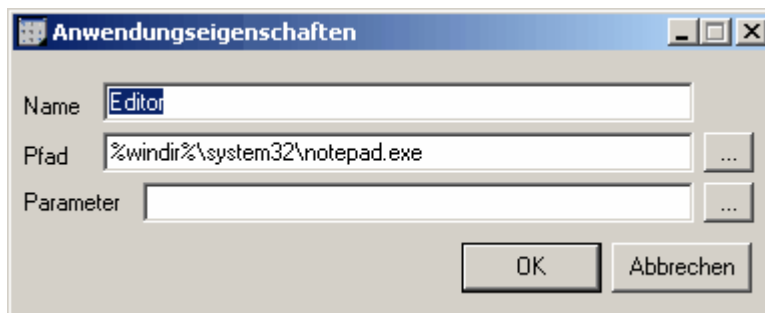 Anwendungseigenschaften
Name Editor
Pfad %windir%\system32\notepad.exe ...
Parameter ...
OK Abbrechen